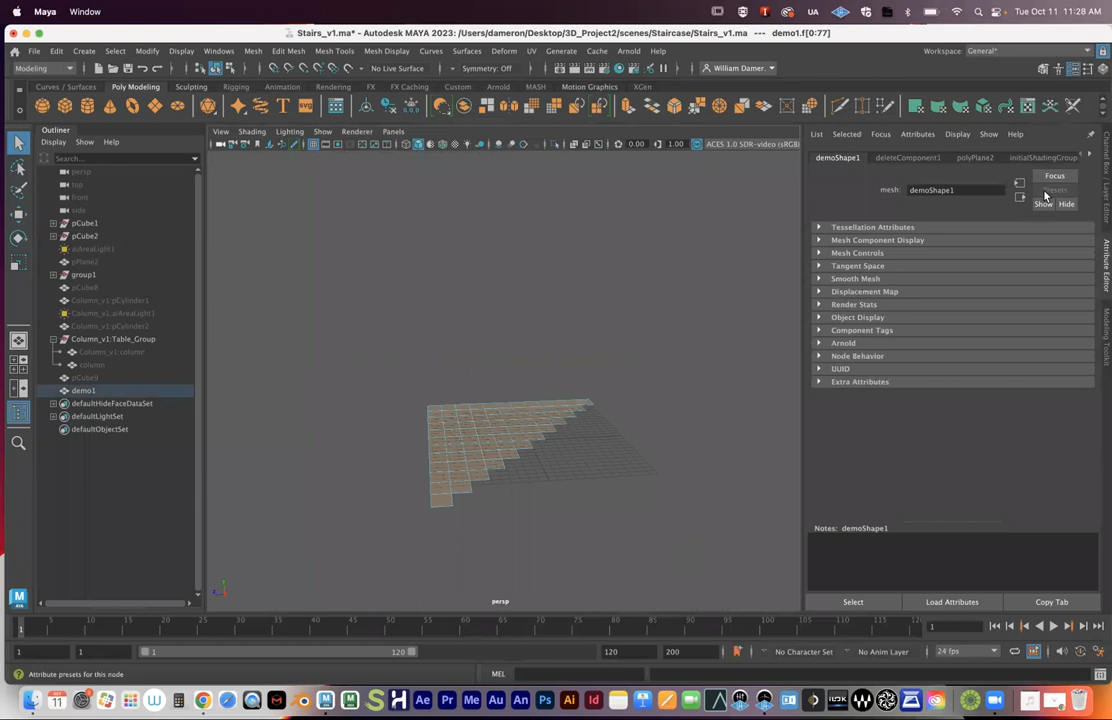 Maya Window Tue Oct 11 11:28 AM
Stairs_v1.ma* - Autodesk MAYA 2023: /Users/dameron/Desktop/3D_Project2/scenes/Staircase/Stairs_v1.ma --- demo1.f[0:77]
File Edit Create Select Modify Display Windows Mesh Edit Mesh Mesh Tools Mesh Display Curves Surfaces Deform UV Generate Cache Arnold Help Workspace: General*
Modeling No Live Surface Symmetry: Off William Damer.
Curves / Surfaces Poly Modeling Sculpting Rigging Animation Rendering FX FX Caching Custom Arnold MASH Motion Graphics XGen
Outliner
Display Show Help
Search...
persp
top
front
side
pCube1
pCube2
aiAreaLight1
pPlane2
group1
pCube8
Column_v1:pCylinder1
Column_v1:aiAreaLight1
Column_v1:pCylinder2
Column_v1:Table_Group
Column_v1:column
column
pCube9
demo1
defaultHideFaceDataSet
defaultLightSet
defaultObjectSet
View Shading Lighting Show Renderer Panels
0.00 1.00 ACES 1.0 SDR-video (sRGB)
persp
List Selected Focus Attributes Display Show Help
demoShape1 deleteComponent1 polyPlane2 initialShadingGroup
Focus
mesh: demoShape1 Presets
Show Hide
Tessellation Attributes
Mesh Component Display
Mesh Controls
Tangent Space
Smooth Mesh
Displacement Map
Render Stats
Object Display
Component Tags
Arnold
Node Behavior
UUID
Extra Attributes
Notes: demoShape1
Select Load Attributes Copy Tab
Channel Box / Layer Editor
Attribute Editor
Modeling Toolkit
1 5 10 15 20 25 30 35 40 45 50 55 60 65 70 75 80 85 90 95 100 105 110 115 120 1
1 1 1 120 120 200 No Character Set No Anim Layer 24 fps
Attribute presets for this node MEL